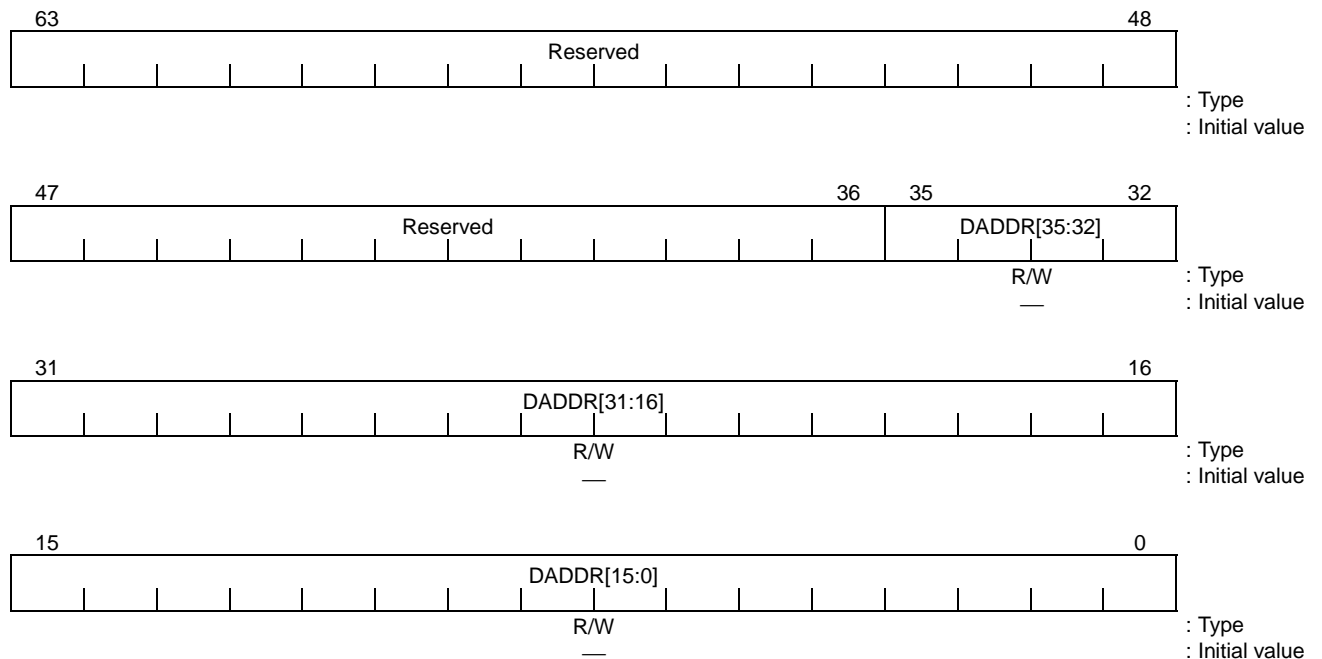 63 48
Reserved
: Type
: Initial value
47 36 35 32
Reserved DADDR[35:32]
R/W : Type
— : Initial value
31 16
DADDR[31:16]
R/W : Type
— : Initial value
15 0
DADDR[15:0]
R/W : Type
— : Initial value